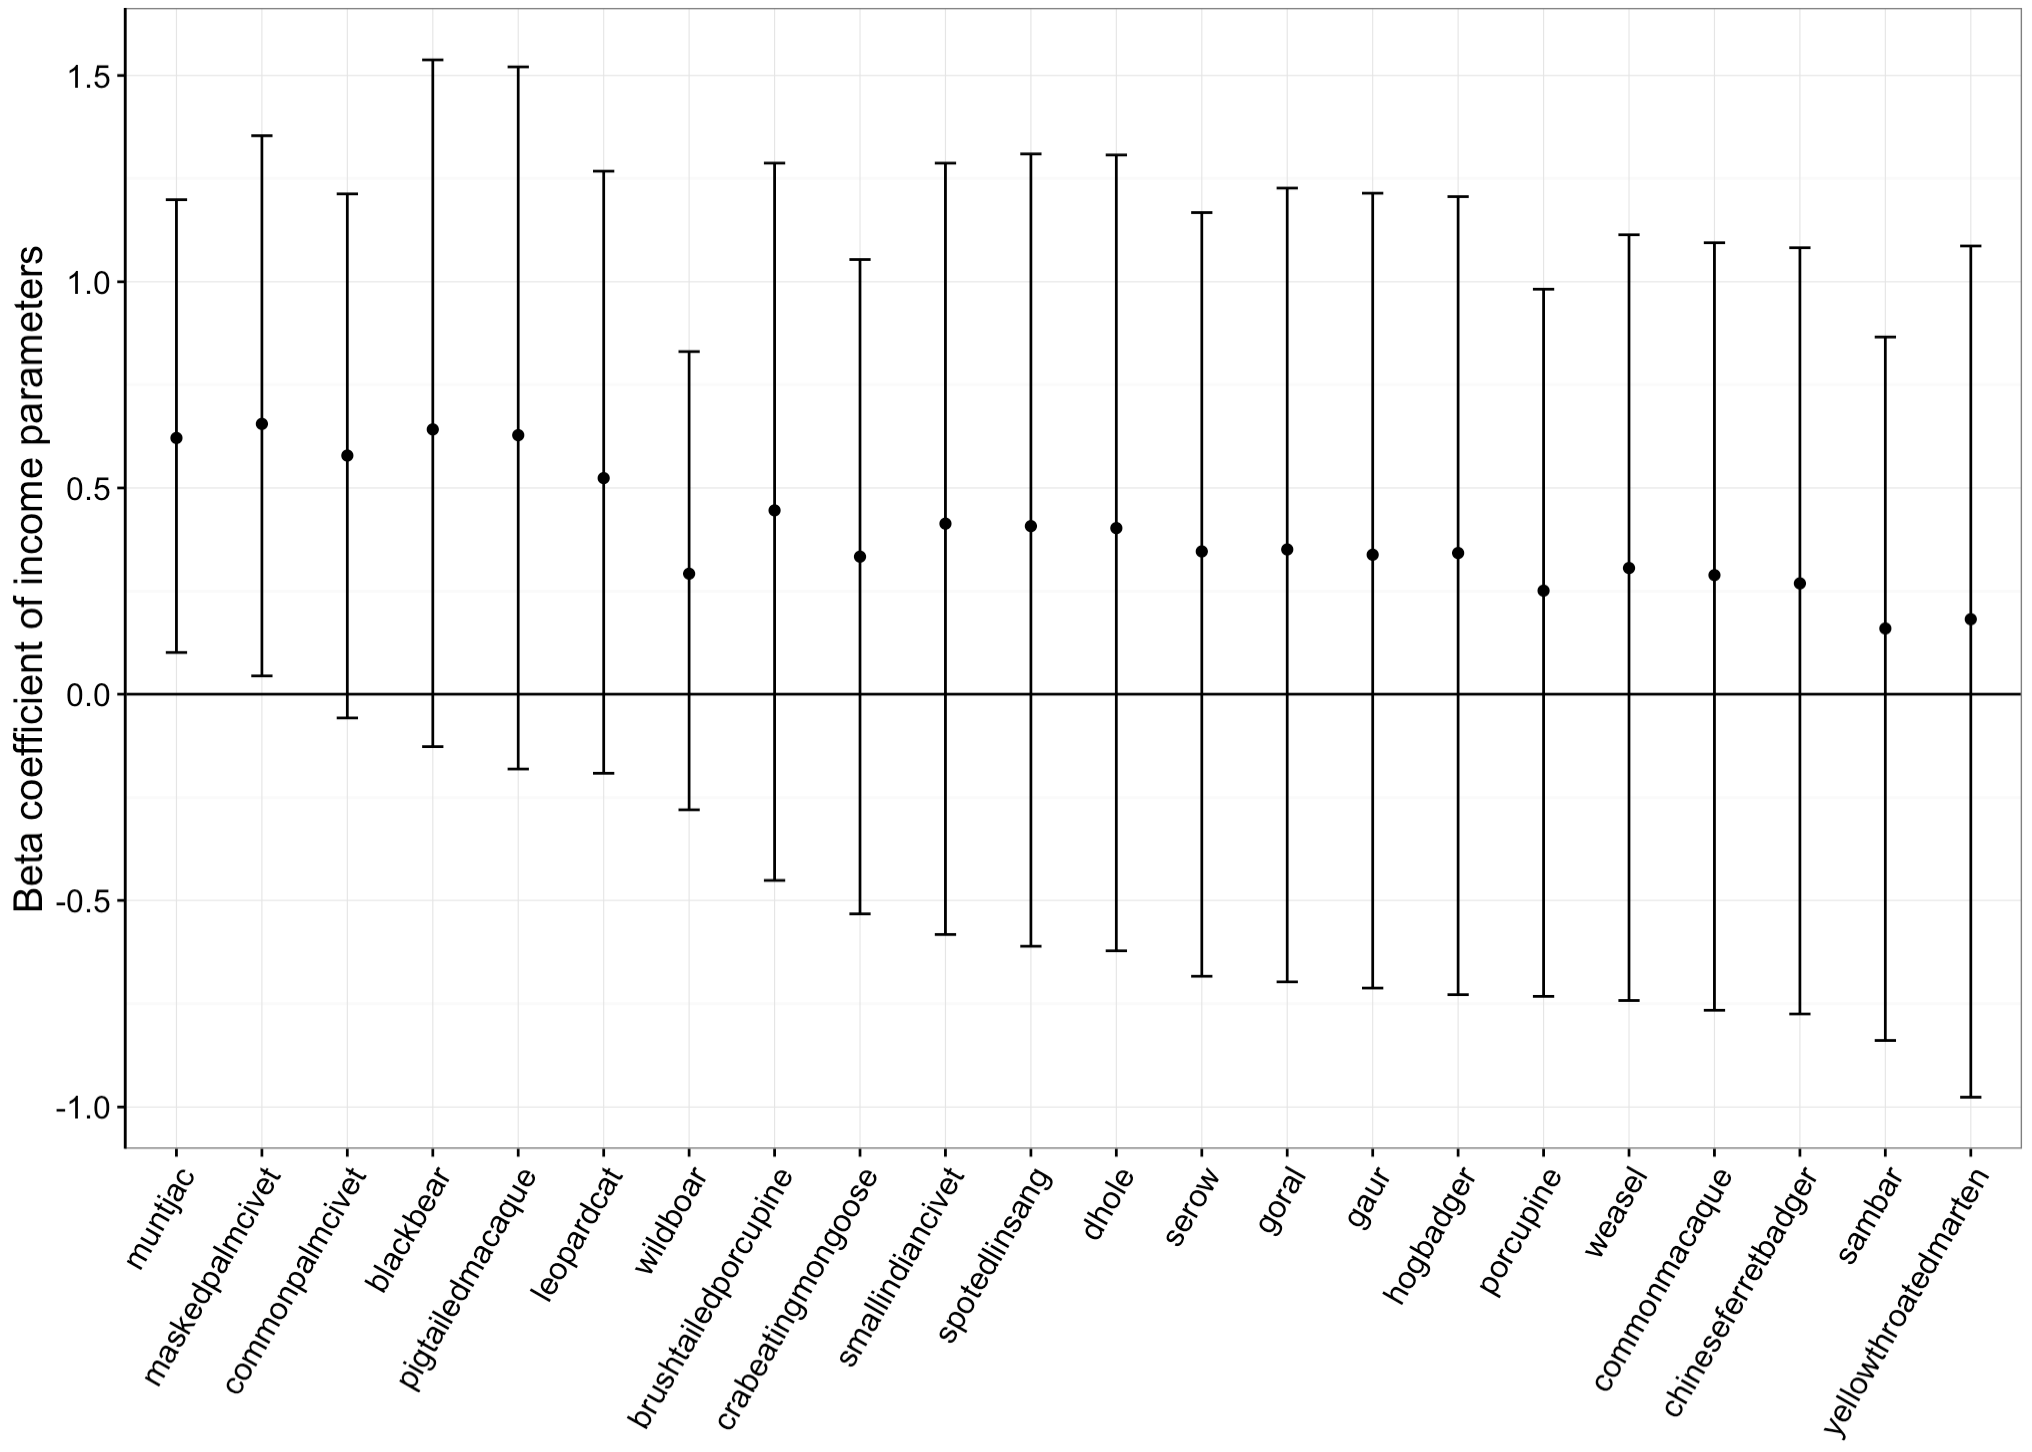 Beta coefficient of income parameters
1.5
1.0
0.5
0.0
-0.5
-1.0
muntjac
maskedpalmcivet
commonpalmcivet
blackbear
pigtailedmacaque
leopardcat
wildboar
brushtailedporcupine
crabeatingmongoose
smallindiancivet
spotedlinsang
dhole
serow
goral
gaur
hogbadger
porcupine
weasel
commonmacaque
chineseferretbadger
sambar
yellowthroatedmarten